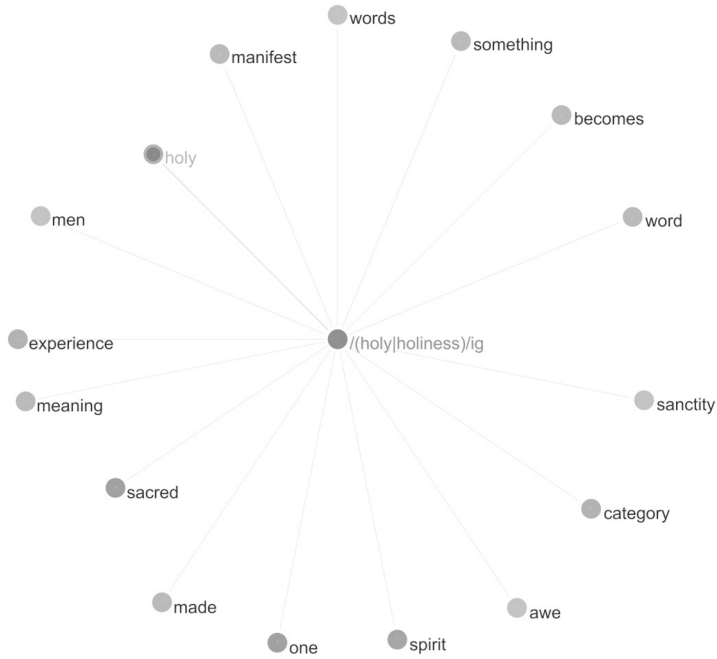 words
something
manifest
becomes
holy
men
word
/(holy|holiness)/ig
experience
meaning
sanctity
sacred
category
made
awe
one
spirit